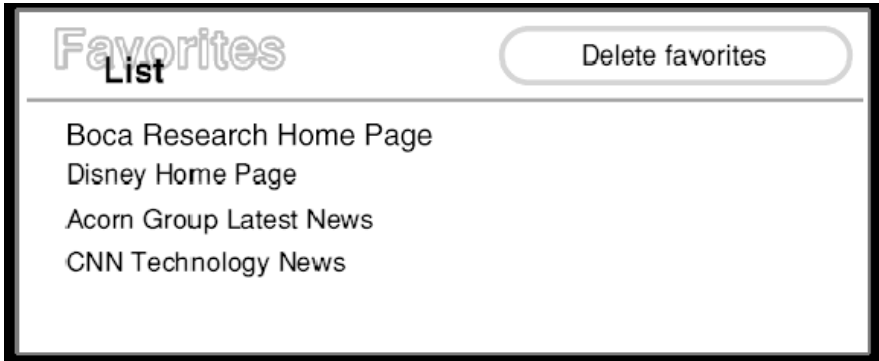 Favorites
List
Delete favorites
Boca Research Home Page
Disney Home Page
Acorn Group Latest News
CNN Technology News